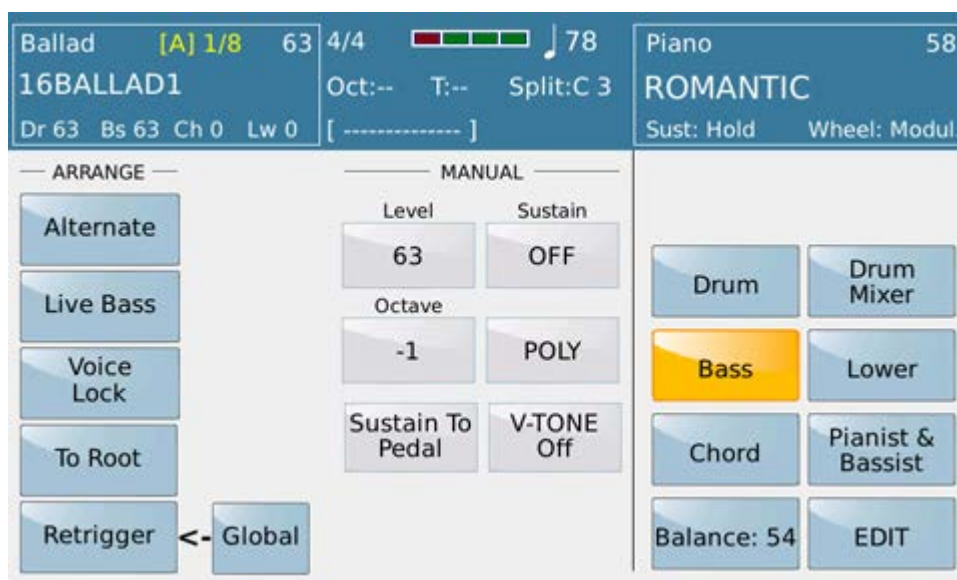 Ballad [A] 1/8 63
16BALLAD1
Dr 63 Bs 63 Ch 0 Lw 0
4/4 78
Oct:-- T:-- Split:C 3
[ -------------- ]
Piano 58
ROMANTIC
Sust: Hold Wheel: Modul.
ARRANGE
Alternate
Live Bass
Voice
Lock
To Root
Retrigger <- Global
MANUAL
Level Sustain
63 OFF
Octave
-1 POLY
Sustain To
Pedal
V-TONE
Off
Drum
Drum
Mixer
Bass
Lower
Chord
Pianist &
Bassist
Balance: 54
EDIT